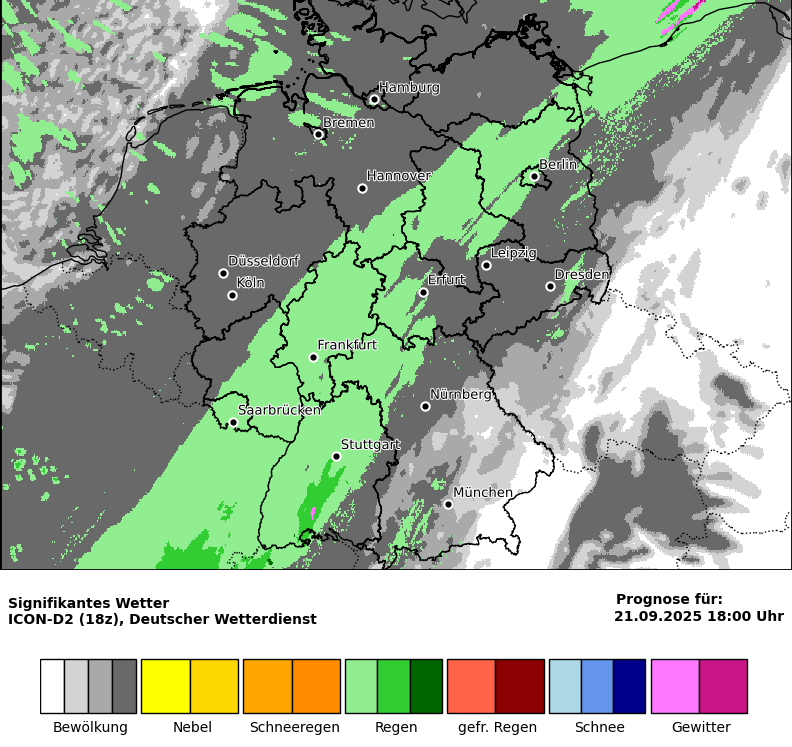 Hamburg
Bremen
Berlin
Hannover
Düsseldorf
Leipzig
Köln
Erfurt
Dresden
Frankfurt
Nürnberg
Saarbrücken
Stuttgart
München
Signifikantes Wetter
ICON-D2 (18z), Deutscher Wetterdienst
Prognose für:
21.09.2025 18:00 Uhr
Bewölkung Nebel Schneeregen Regen gefr. Regen Schnee Gewitter